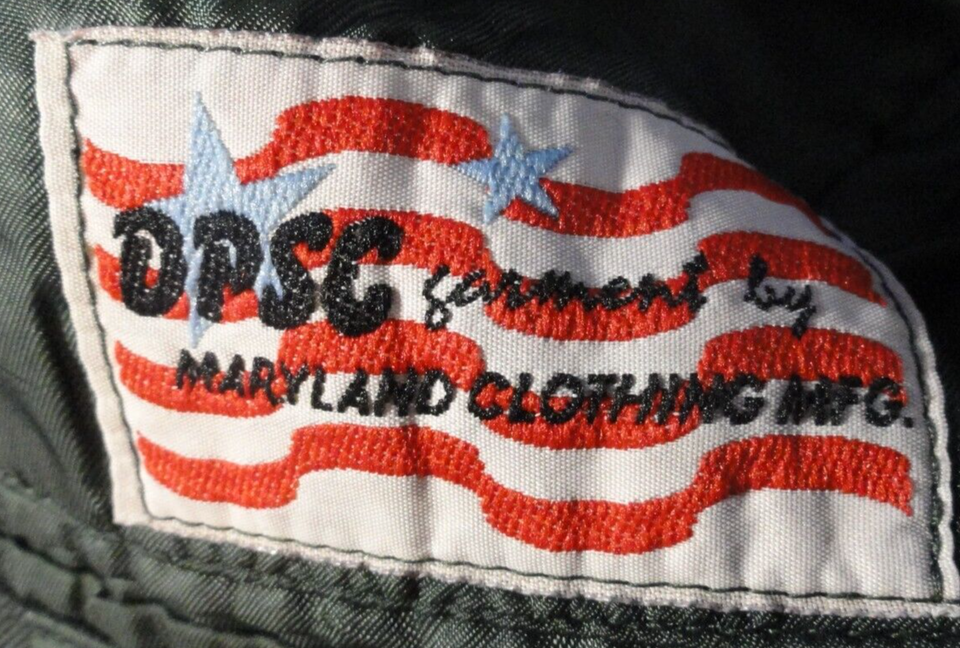 DPSC garment by
MARYLAND CLOTHING MFG.